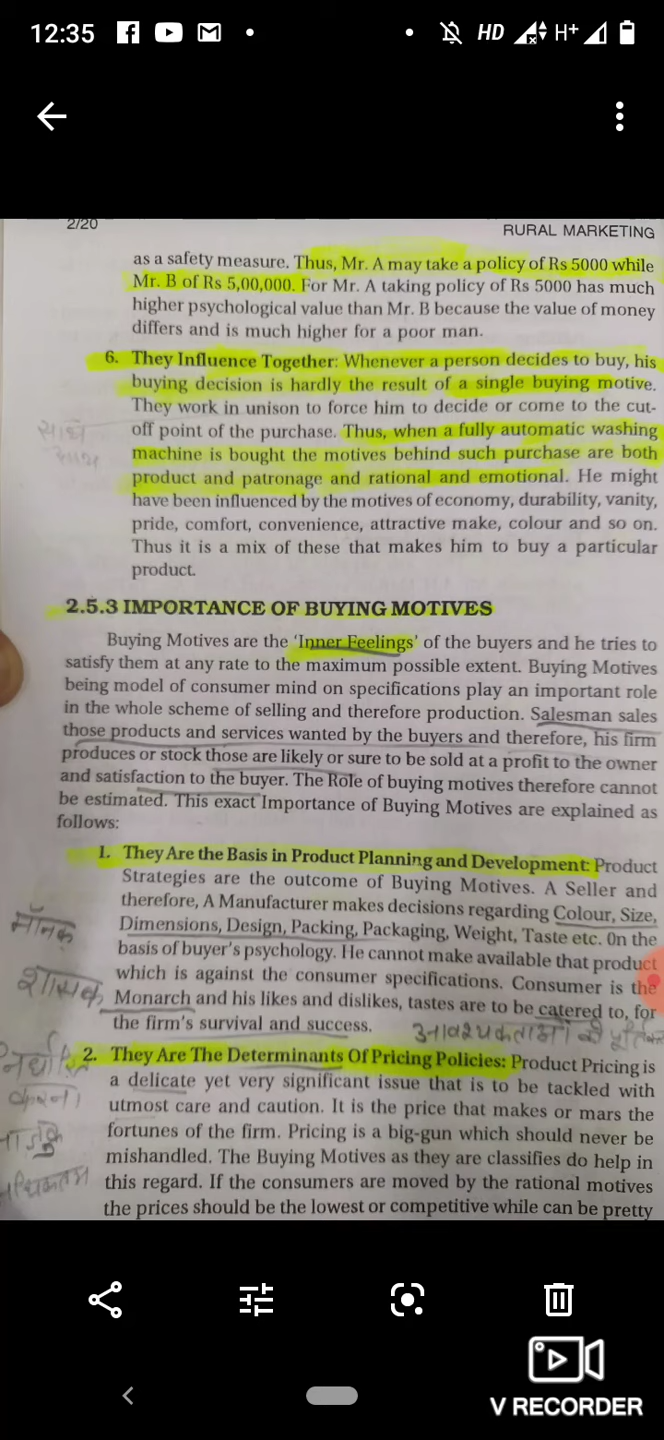 12:35 HD H+
2/20
RURAL MARKETING
as a safety measure. Thus, Mr. A may take a policy of Rs 5000 while
Mr. B of Rs 5,00,000. For Mr. A taking policy of Rs 5000 has much
higher psychological value than Mr. B because the value of money
differs and is much higher for a poor man.
6. They Influence Together: Whenever a person decides to buy, his
buying decision is hardly the result of a single buying motive.
They work in unison to force him to decide or come to the cut-
off point of the purchase. Thus, when a fully automatic washing
machine is bought the motives behind such purchase are both
product and patronage and rational and emotional. He might
have been influenced by the motives of economy, durability, vanity,
pride, comfort, convenience, attractive make, colour and so on.
Thus it is a mix of these that makes him to buy a particular
product.
2.5.3 IMPORTANCE OF BUYING MOTIVES
Buying Motives are the 'Inner Feelings' of the buyers and he tries to
satisfy them at any rate to the maximum possible extent. Buying Motives
being model of consumer mind on specifications play an important role
in the whole scheme of selling and therefore production. Salesman sales
those products and services wanted by the buyers and therefore, his firm
produces or stock those are likely or sure to be sold at a profit to the owner
and satisfaction to the buyer. The Role of buying motives therefore cannot
be estimated. This exact Importance of Buying Motives are explained as
follows:
1. They Are the Basis in Product Planning and Development: Product
Strategies are the outcome of Buying Motives. A Seller and
therefore, A Manufacturer makes decisions regarding Colour, Size,
Dimensions, Design, Packing, Packaging, Weight, Taste etc. On the
basis of buyer's psychology. He cannot make available that product
which is against the consumer specifications. Consumer is the
शासक
Monarch and his likes and dislikes, tastes are to be catered to, for
the firm's survival and success.
2. They Are The Determinants Of Pricing Policies: Product Pricing is
a delicate yet very significant issue that is to be tackled with
करना
utmost care and caution. It is the price that makes or mars the
नाजुक
fortunes of the firm. Pricing is a big-gun which should never be
mishandled. The Buying Motives as they are classifies do help in
this regard. If the consumers are moved by the rational motives
the prices should be the lowest or competitive while can be pretty
V RECORDER